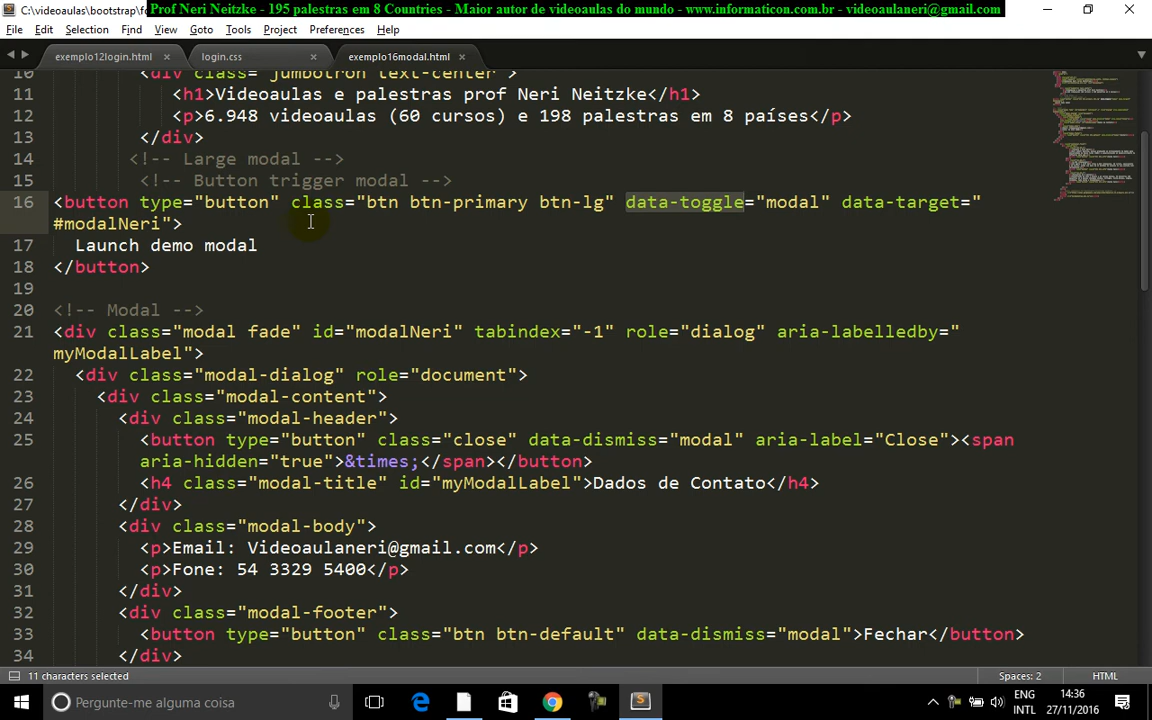 C:\videoaulas\bootstrap\fo
Prof Neri Neitzke - 195 palestras em 8 Countries - Maior autor de videoaulas do mundo - www.informaticon.com.br - videoaulaneri@gmail.com
File Edit Selection Find View Goto Tools Project Preferences Help
exemplo12login.html × login.css × exemplo16modal.html ×
10 <div class="jumbotron text-center">
11 <h1>Videoaulas e palestras prof Neri Neitzke</h1>
12 <p>6.948 videoaulas (60 cursos) e 198 palestras em 8 países</p>
13 </div>
14 <!-- Large modal -->
15 <!-- Button trigger modal -->
16 <button type="button" class="btn btn-primary btn-lg" data-toggle="modal" data-target="
#modalNeri">
17 Launch demo modal
18 </button>
19
20 <!-- Modal -->
21 <div class="modal fade" id="modalNeri" tabindex="-1" role="dialog" aria-labelledby="
myModalLabel">
22 <div class="modal-dialog" role="document">
23 <div class="modal-content">
24 <div class="modal-header">
25 <button type="button" class="close" data-dismiss="modal" aria-label="Close"><span
aria-hidden="true">&times;</span></button>
26 <h4 class="modal-title" id="myModalLabel">Dados de Contato</h4>
27 </div>
28 <div class="modal-body">
29 <p>Email: Videoaulaneri@gmail.com</p>
30 <p>Fone: 54 3329 5400</p>
31 </div>
32 <div class="modal-footer">
33 <button type="button" class="btn btn-default" data-dismiss="modal">Fechar</button>
34 </div>
11 characters selected Spaces: 2 HTML
Pergunte-me alguma coisa
ENG 14:36
INTL 27/11/2016